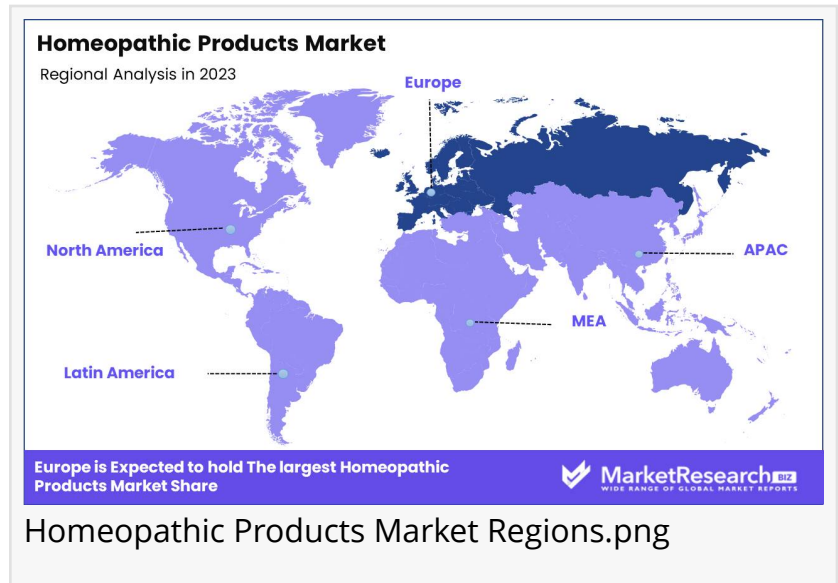 Homeopathic Products Market
Regional Analysis in 2023
Europe
North America
APAC
MEA
Latin America
Europe is Expected to hold The largest Homeopathic
Products Market Share
MarketResearch BIZ
WIDE RANGE OF GLOBAL MARKET REPORTS
Homeopathic Products Market Regions.png